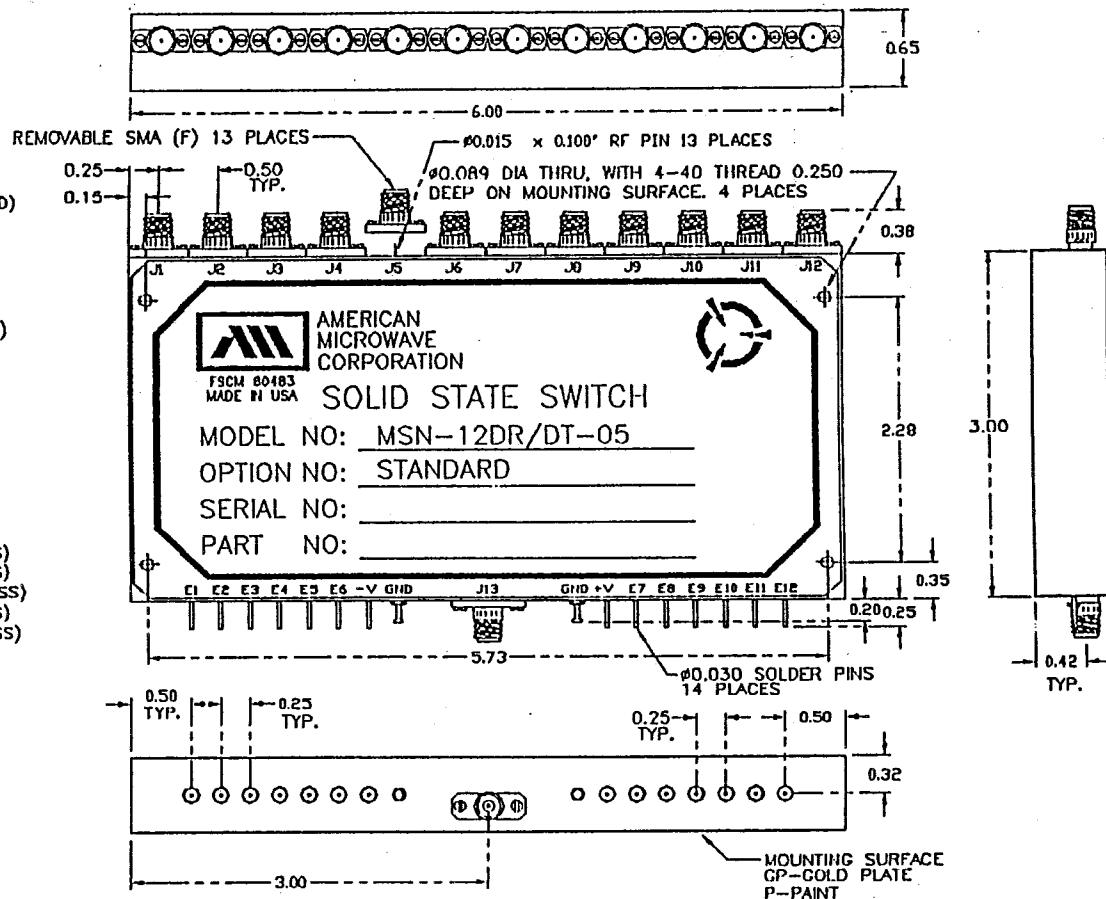 0.65
6.00
REMOVABLE SMA (F) 13 PLACES
ø0.015 x 0.100" RF PIN 13 PLACES
0.25
0.50
TYP.
0.15
ø0.089 DIA THRU, WITH 4-40 THREAD 0.250
DEEP ON MOUNTING SURFACE. 4 PLACES
D)
0.38
J1 J2 J3 J4 J5 J6 J7 J8 J9 J10 J11 J12
)
AMERICAN
MICROWAVE
CORPORATION
FSCM 80483
MADE IN USA
SOLID STATE SWITCH
MODEL NO: MSN-12DR/DT-05
OPTION NO: STANDARD
SERIAL NO:
PART NO:
2.28
3.00
S)
S)
SS)
S)
SS)
E1 E2 E3 E4 E5 E6 -V GND J13 GND +V E7 E8 E9 E10 E11 E12
0.35
0.20
0.25
5.73
ø0.030 SOLDER PINS
14 PLACES
0.42
TYP.
0.50
TYP.
0.25
TYP.
0.25
TYP.
0.50
0.32
3.00
MOUNTING SURFACE
GP-GOLD PLATE
P-PAINT